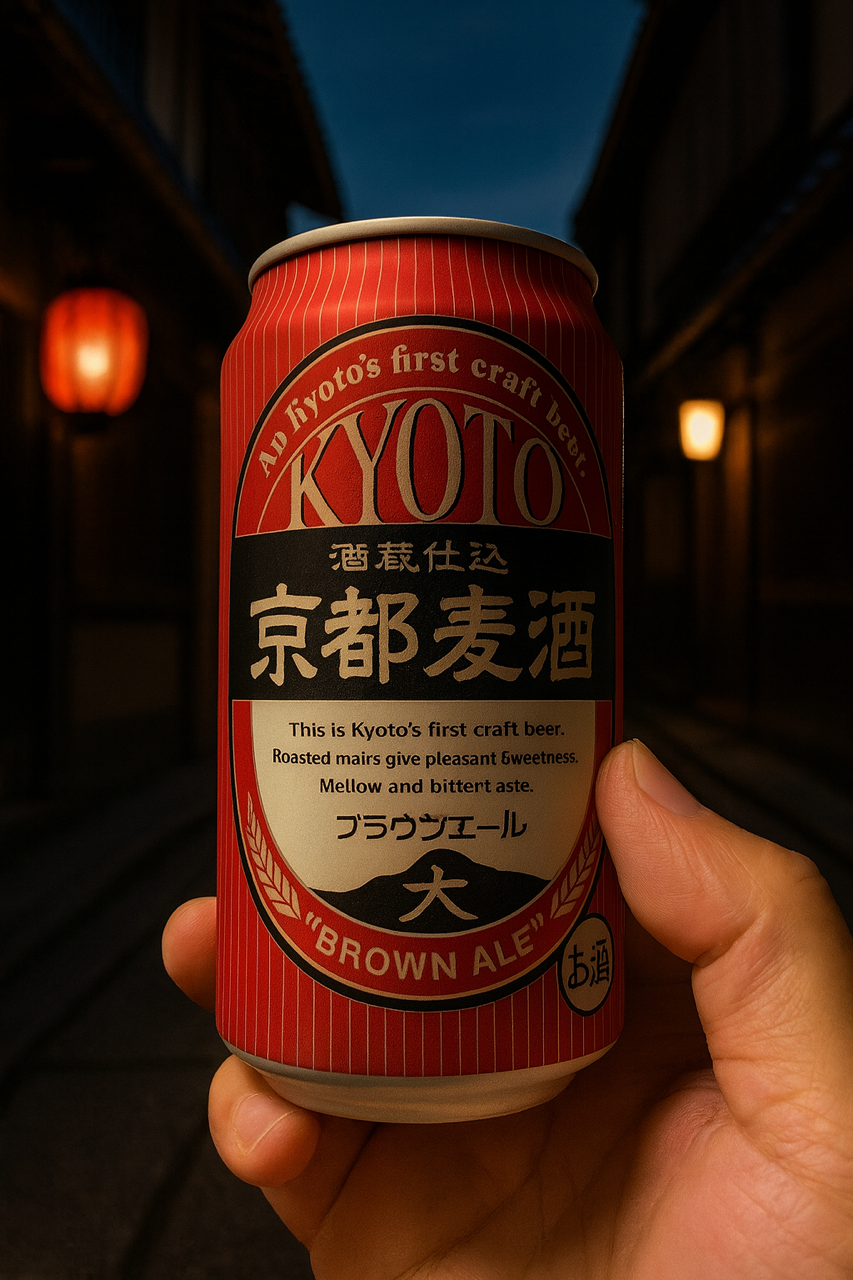 An Kyoto's first craft beer.
KYOTO
酒蔵仕込
京都麦酒
This is Kyoto's first craft beer.
Roasted mairs give pleasant &weetness.
Mellow and bittert aste.
ブラウンエール
大
"BROWN ALE"
お酒